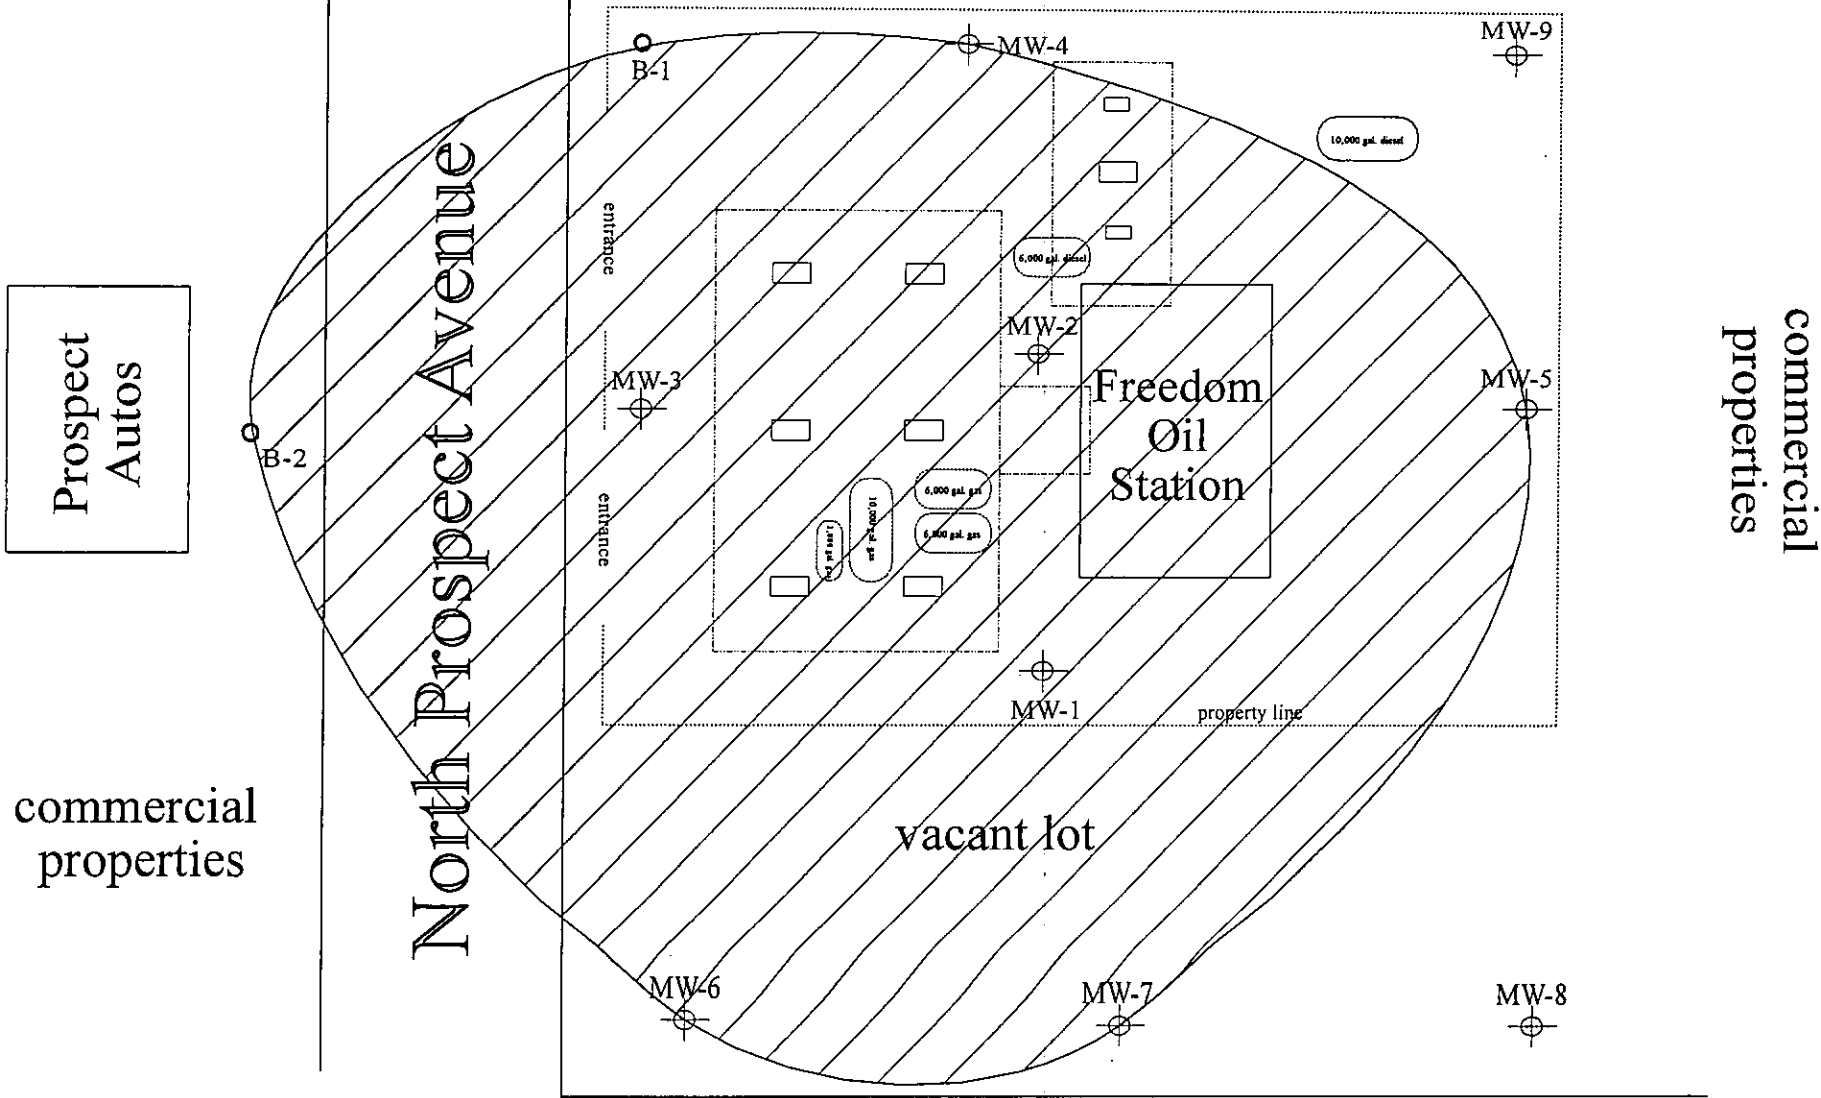 MW-9
MW-4
B-1
10,000 gal. diesel
North Prospect Avenue
entrance
6,000 gal. diesel
commercial
properties
Prospect
Autos
MW-2
MW-3
MW-5
Freedom
Oil
Station
B-2
6,000 gal. gas
10,000 gal. gas
6,000 gal. gas
entrance
MW-1
property line
commercial
properties
vacant lot
MW-6
MW-7
MW-8